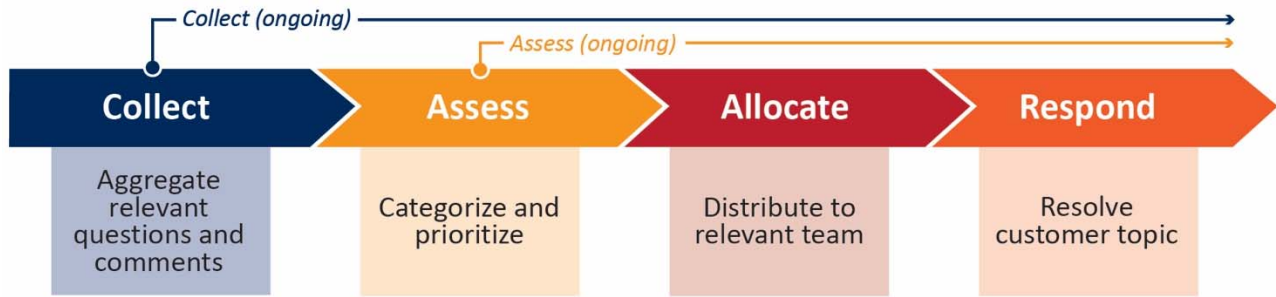 Collect (ongoing)
Assess (ongoing)
Collect
Assess
Allocate
Respond
Aggregate
relevant
questions and
comments
Categorize and
prioritize
Distribute to
relevant team
Resolve
customer topic